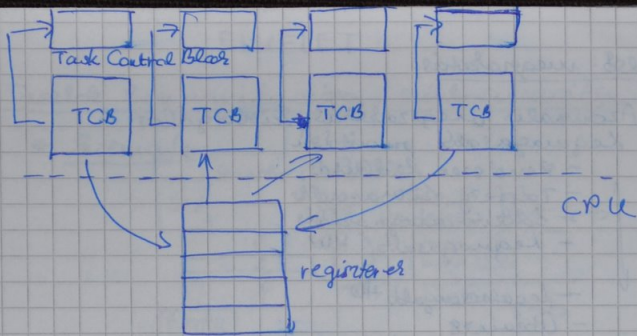 Task Control Block
TCB TCB TCB TCB
CPU
registerer